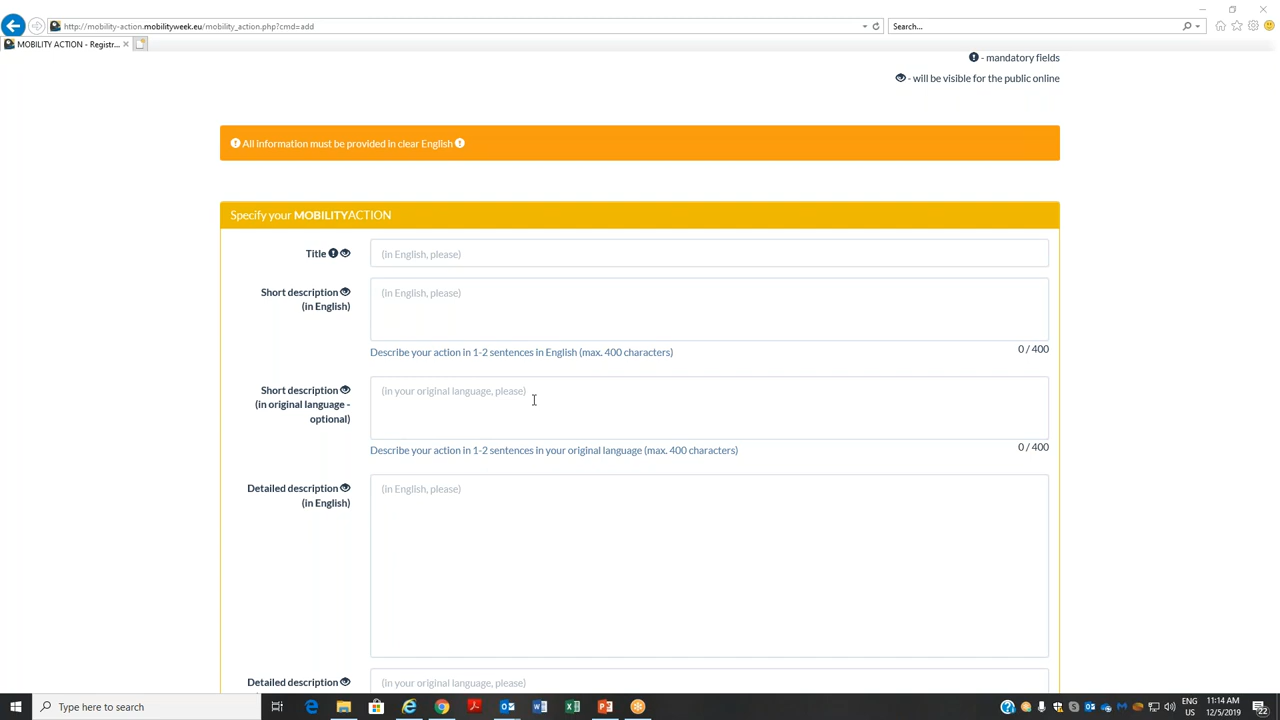 http://mobility-action.mobilityweek.eu/mobility_action.php?cmd=add
Search...
MOBILITY ACTION - Registr...
- mandatory fields
- will be visible for the public online
All information must be provided in clear English
Specify your MOBILITYACTION
Title
(in English, please)
Short description
(in English)
(in English, please)
0 / 400
Describe your action in 1-2 sentences in English (max. 400 characters)
Short description
(in original language -
optional)
(in your original language, please)
0 / 400
Describe your action in 1-2 sentences in your original language (max. 400 characters)
Detailed description
(in English)
(in English, please)
Detailed description
(in your original language, please)
Type here to search
ENG
US
11:14 AM
12/5/2019
22